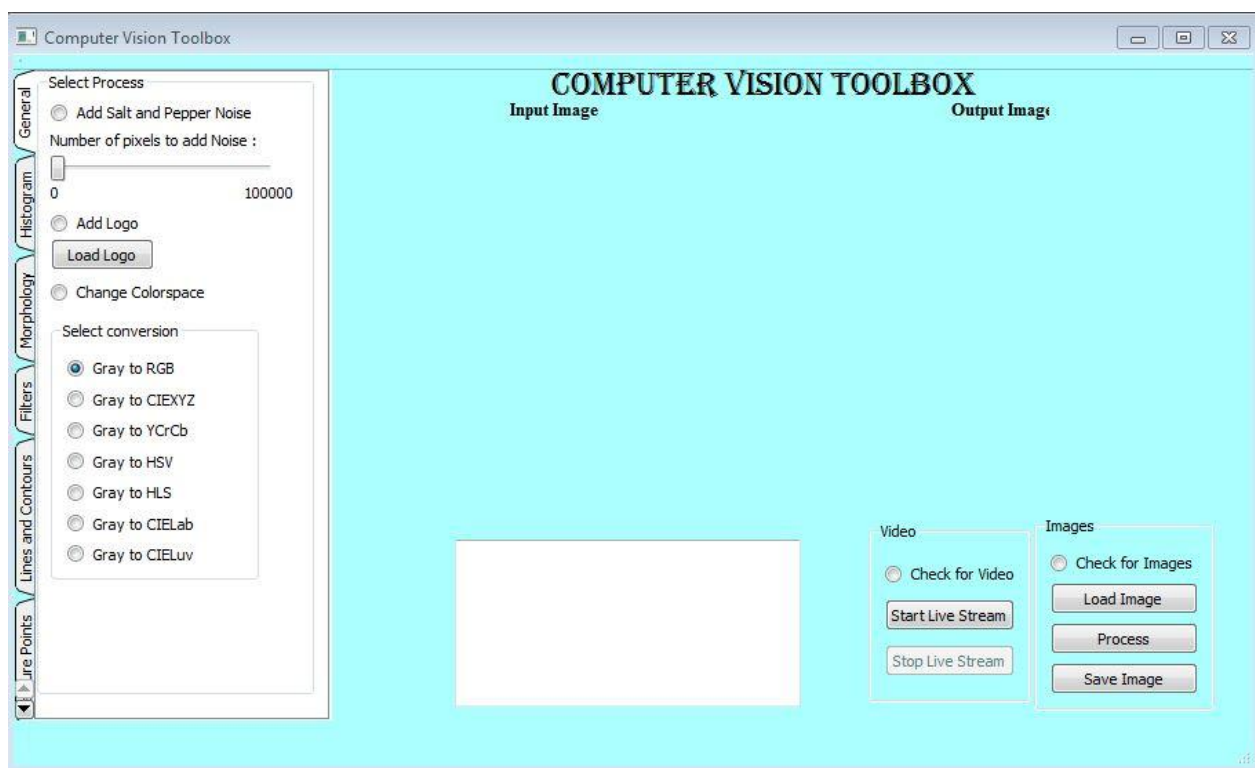 Computer Vision Toolbox
COMPUTER VISION TOOLBOX
Input Image
Output Image
General
Histogram
Morphology
Filters
Lines and Contours
ure Points
Select Process
Add Salt and Pepper Noise
Number of pixels to add Noise :
0 100000
Add Logo
Load Logo
Change Colorspace
Select conversion
Gray to RGB
Gray to CIEXYZ
Gray to YCrCb
Gray to HSV
Gray to HLS
Gray to CIELab
Gray to CIELuv
Video
Check for Video
Start Live Stream
Stop Live Stream
Images
Check for Images
Load Image
Process
Save Image